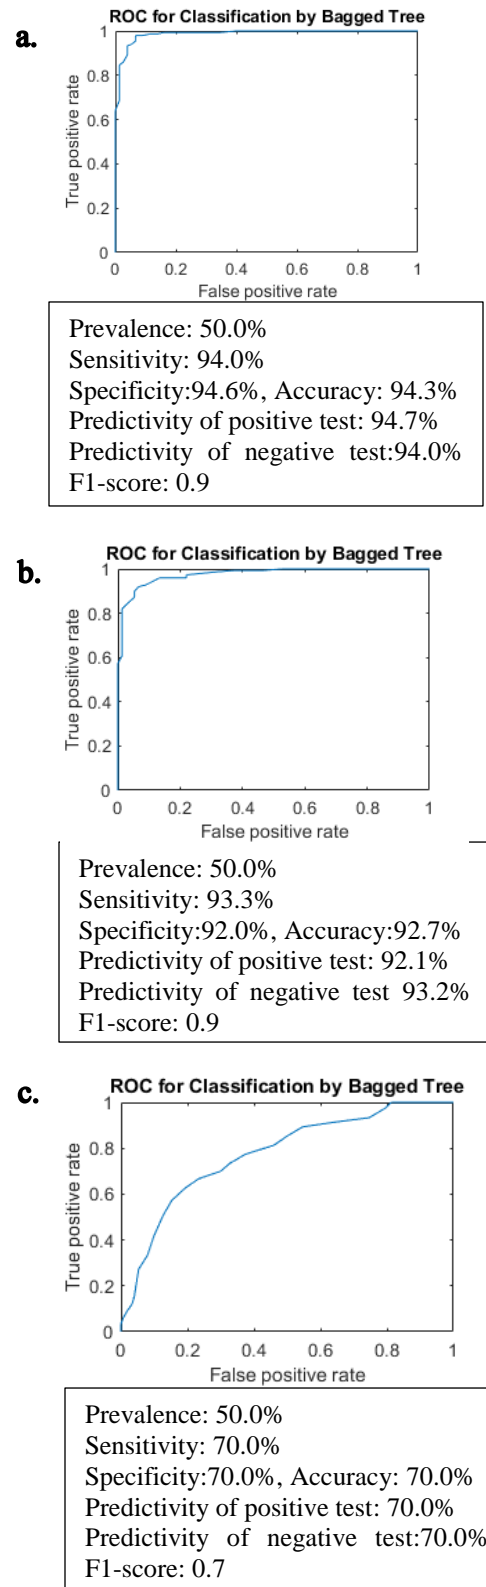 a.
ROC for Classification by Bagged Tree
1
0.8
0.6
0.4
0.2
0
True positive rate
0 0.2 0.4 0.6 0.8 1
False positive rate
Prevalence: 50.0%
Sensitivity: 94.0%
Specificity:94.6%, Accuracy: 94.3%
Predictivity of positive test: 94.7%
Predictivity of negative test:94.0%
F1-score: 0.9
b.
ROC for Classification by Bagged Tree
1
0.8
0.6
0.4
0.2
0
True positive rate
0 0.2 0.4 0.6 0.8 1
False positive rate
Prevalence: 50.0%
Sensitivity: 93.3%
Specificity:92.0%, Accuracy:92.7%
Predictivity of positive test: 92.1%
Predictivity of negative test 93.2%
F1-score: 0.9
c.
ROC for Classification by Bagged Tree
1
0.8
0.6
0.4
0.2
0
True positive rate
0 0.2 0.4 0.6 0.8 1
False positive rate
Prevalence: 50.0%
Sensitivity: 70.0%
Specificity:70.0%, Accuracy: 70.0%
Predictivity of positive test: 70.0%
Predictivity of negative test:70.0%
F1-score: 0.7